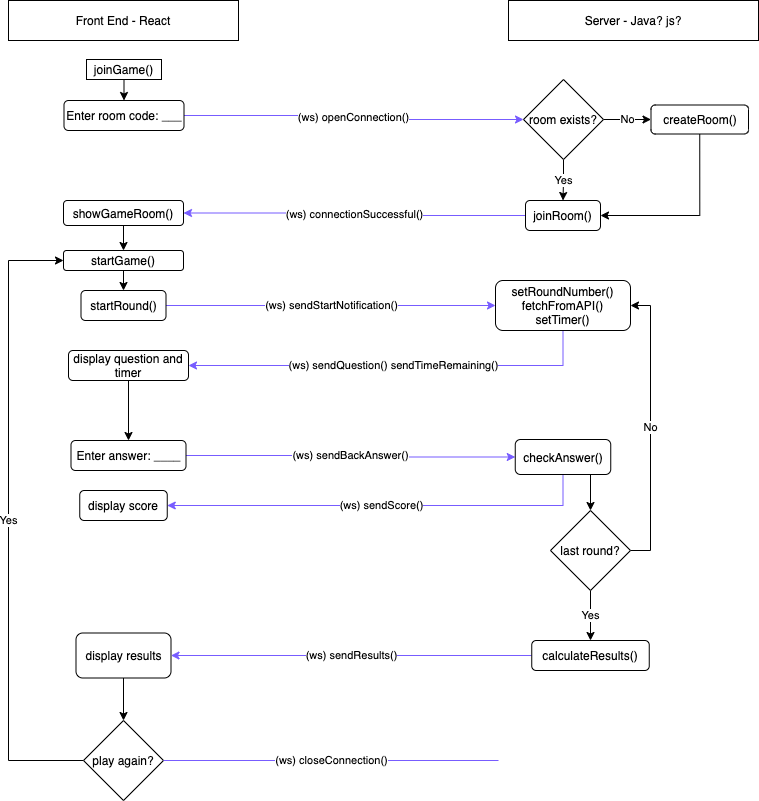 Front End - React
Server - Java? js?
joinGame()
Enter room code: ___
(ws) openConnection()
room exists?
No
createRoom()
Yes
showGameRoom()
(ws) connectionSuccessful()
joinRoom()
startGame()
startRound()
(ws) sendStartNotification()
setRoundNumber()
fetchFromAPI()
setTimer()
display question and
timer
(ws) sendQuestion() sendTimeRemaining()
No
Enter answer: ____
(ws) sendBackAnswer()
checkAnswer()
display score
(ws) sendScore()
Yes
last round?
Yes
display results
(ws) sendResults()
calculateResults()
play again?
(ws) closeConnection()